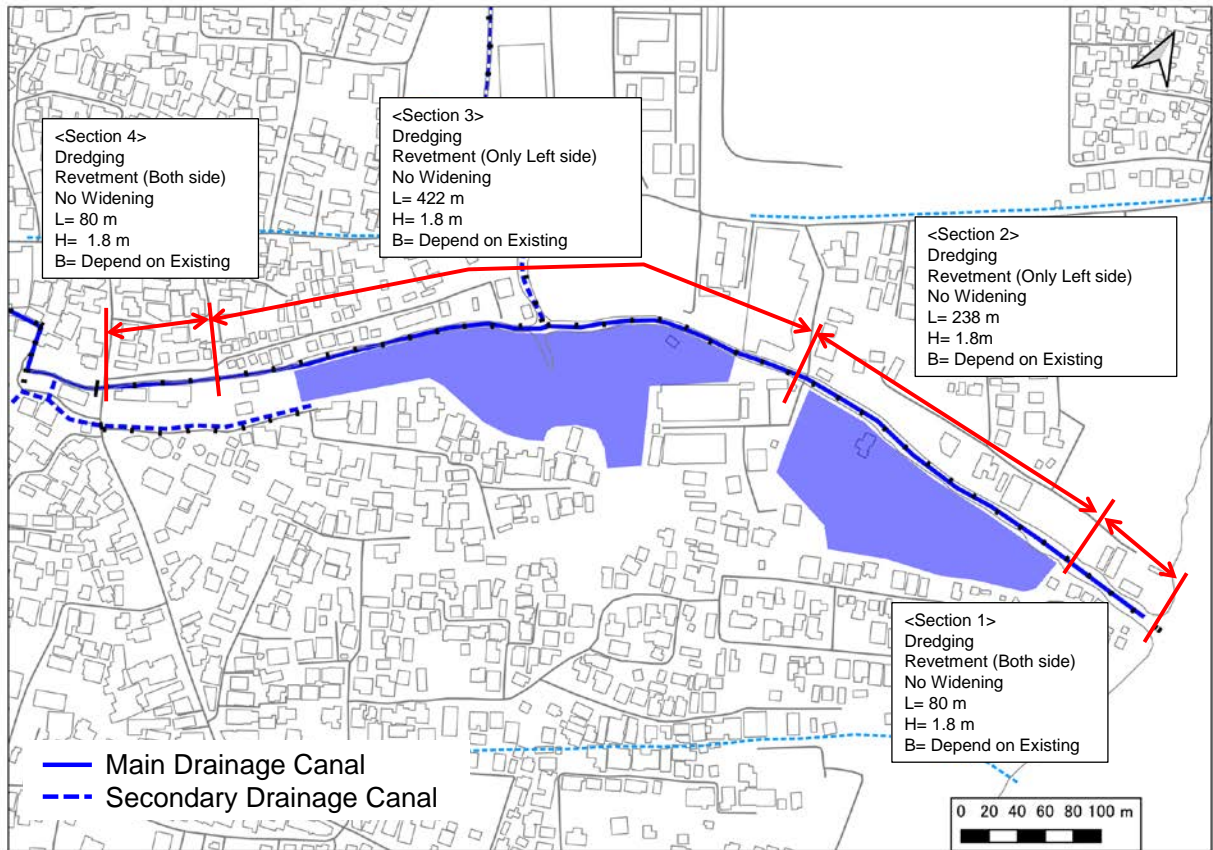 <Section 3>
Dredging
Revetment (Only Left side)
No Widening
L= 422 m
H= 1.8 m
B= Depend on Existing
<Section 4>
Dredging
Revetment (Both side)
No Widening
L= 80 m
H=  1.8 m
B= Depend on Existing
<Section 2>
Dredging
Revetment (Only Left side)
No Widening
L= 238 m
H= 1.8m
B= Depend on Existing
<Section 1>
Dredging
Revetment (Both side)
No Widening
L= 80 m
H= 1.8 m
B= Depend on Existing
Main Drainage Canal
Secondary Drainage Canal
0 20 40 60 80 100 m